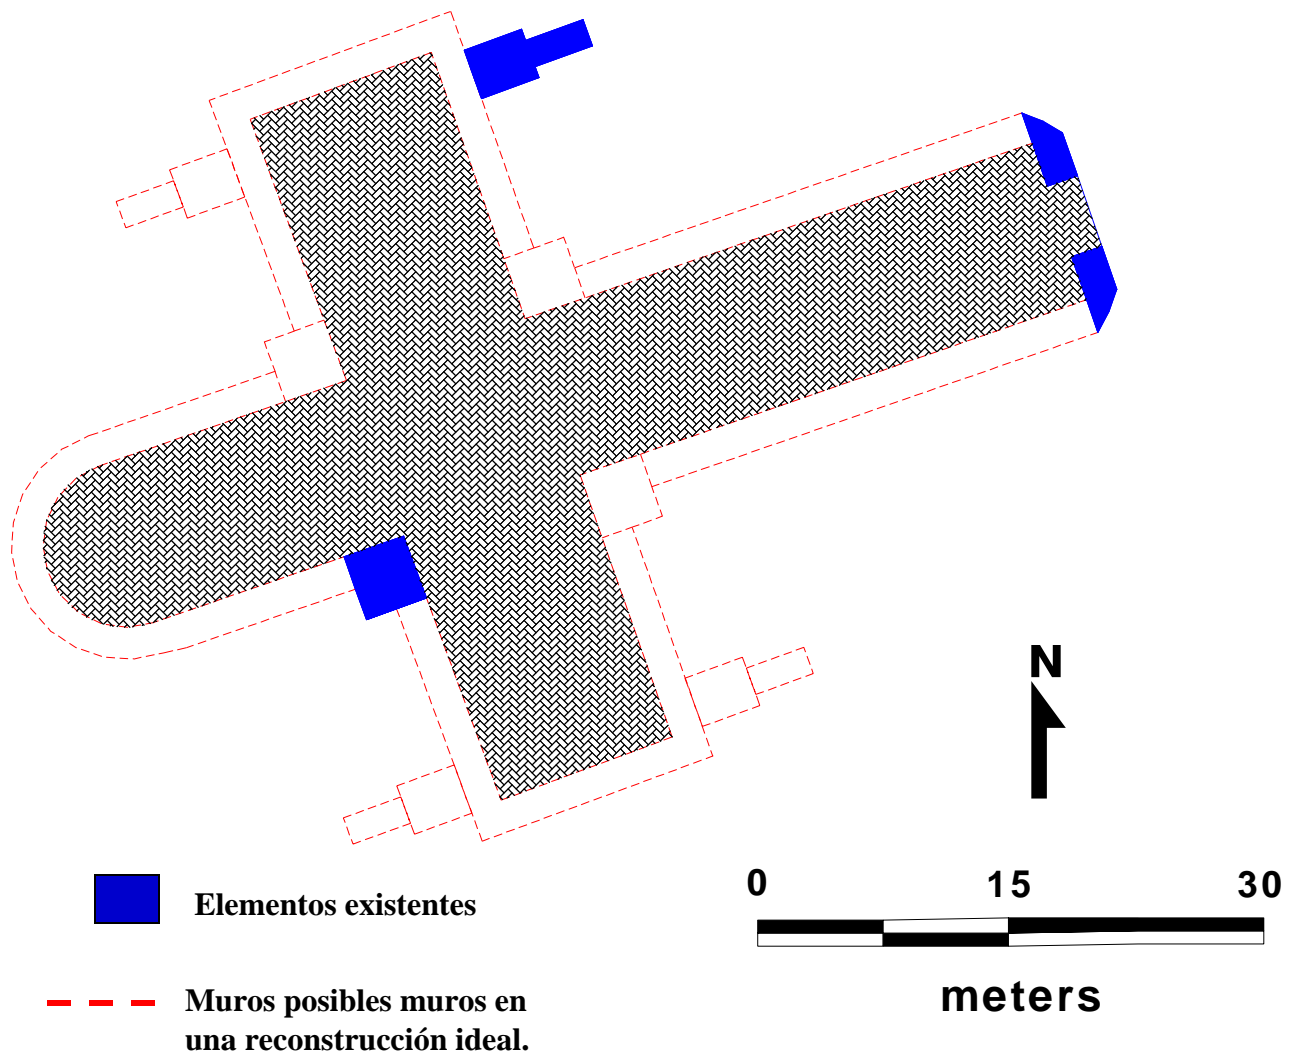 N
0 15 30
meters
Elementos existentes
Muros posibles muros en
una reconstrucción ideal.